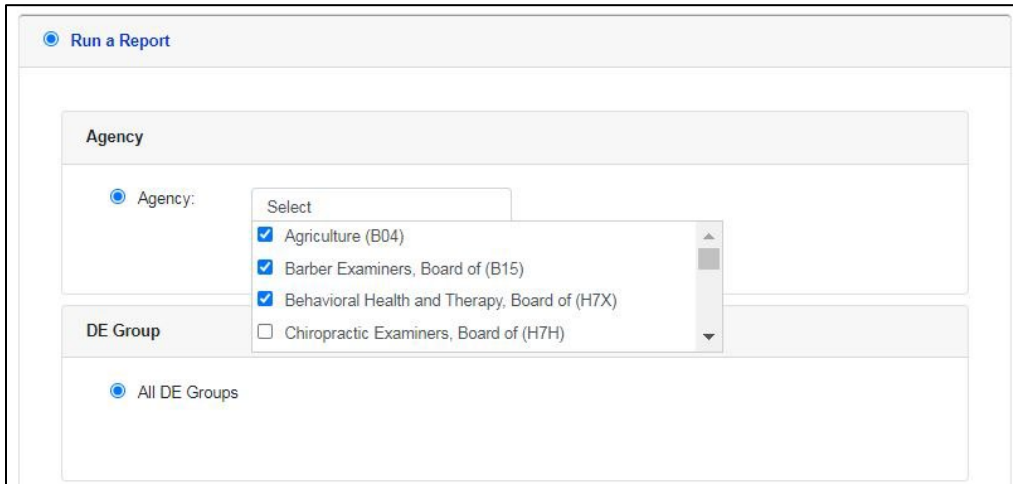 Run a Report
Agency
Agency:
Select
Agriculture (B04)
Barber Examiners, Board of (B15)
Behavioral Health and Therapy, Board of (H7X)
Chiropractic Examiners, Board of (H7H)
DE Group
All DE Groups